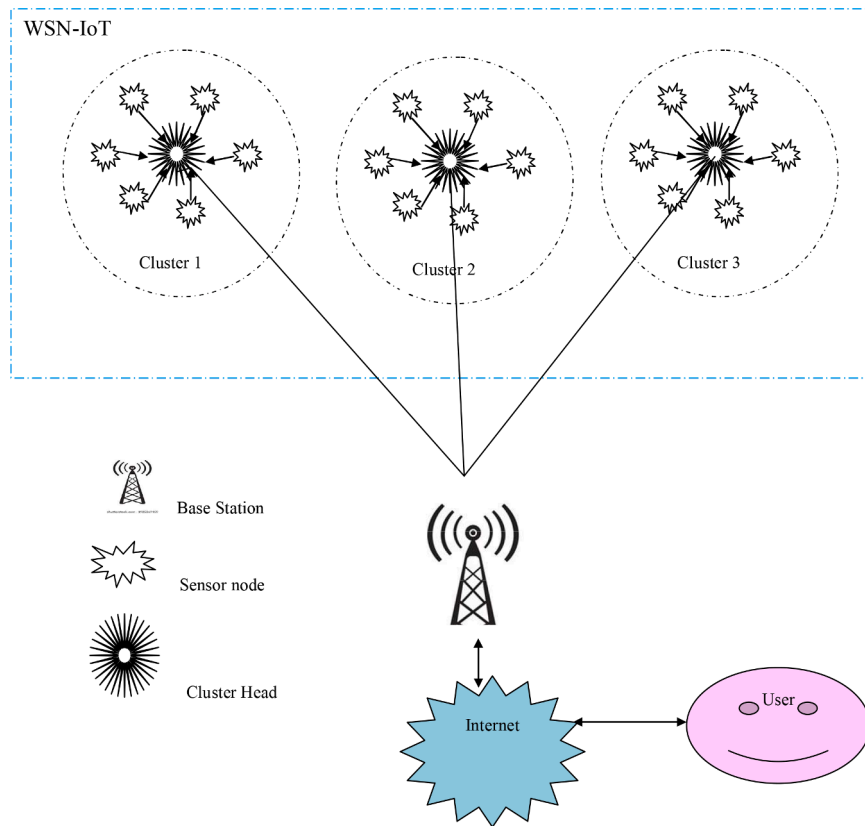 WSN-IoT
Cluster 1
Cluster 2
Cluster 3
Base Station
Sensor node
Cluster Head
Internet
User